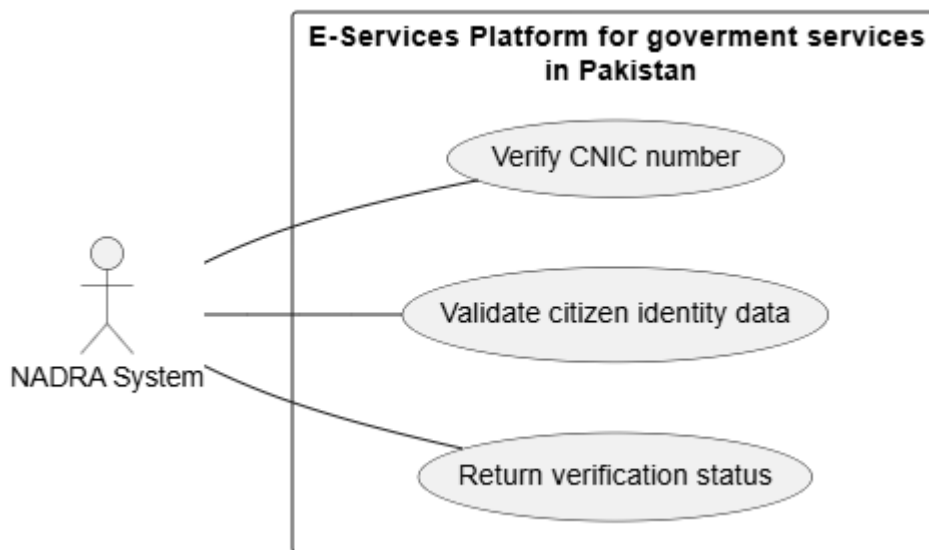 E-Services Platform for goverment services
in Pakistan
Verify CNIC number
Validate citizen identity data
NADRA System
Return verification status